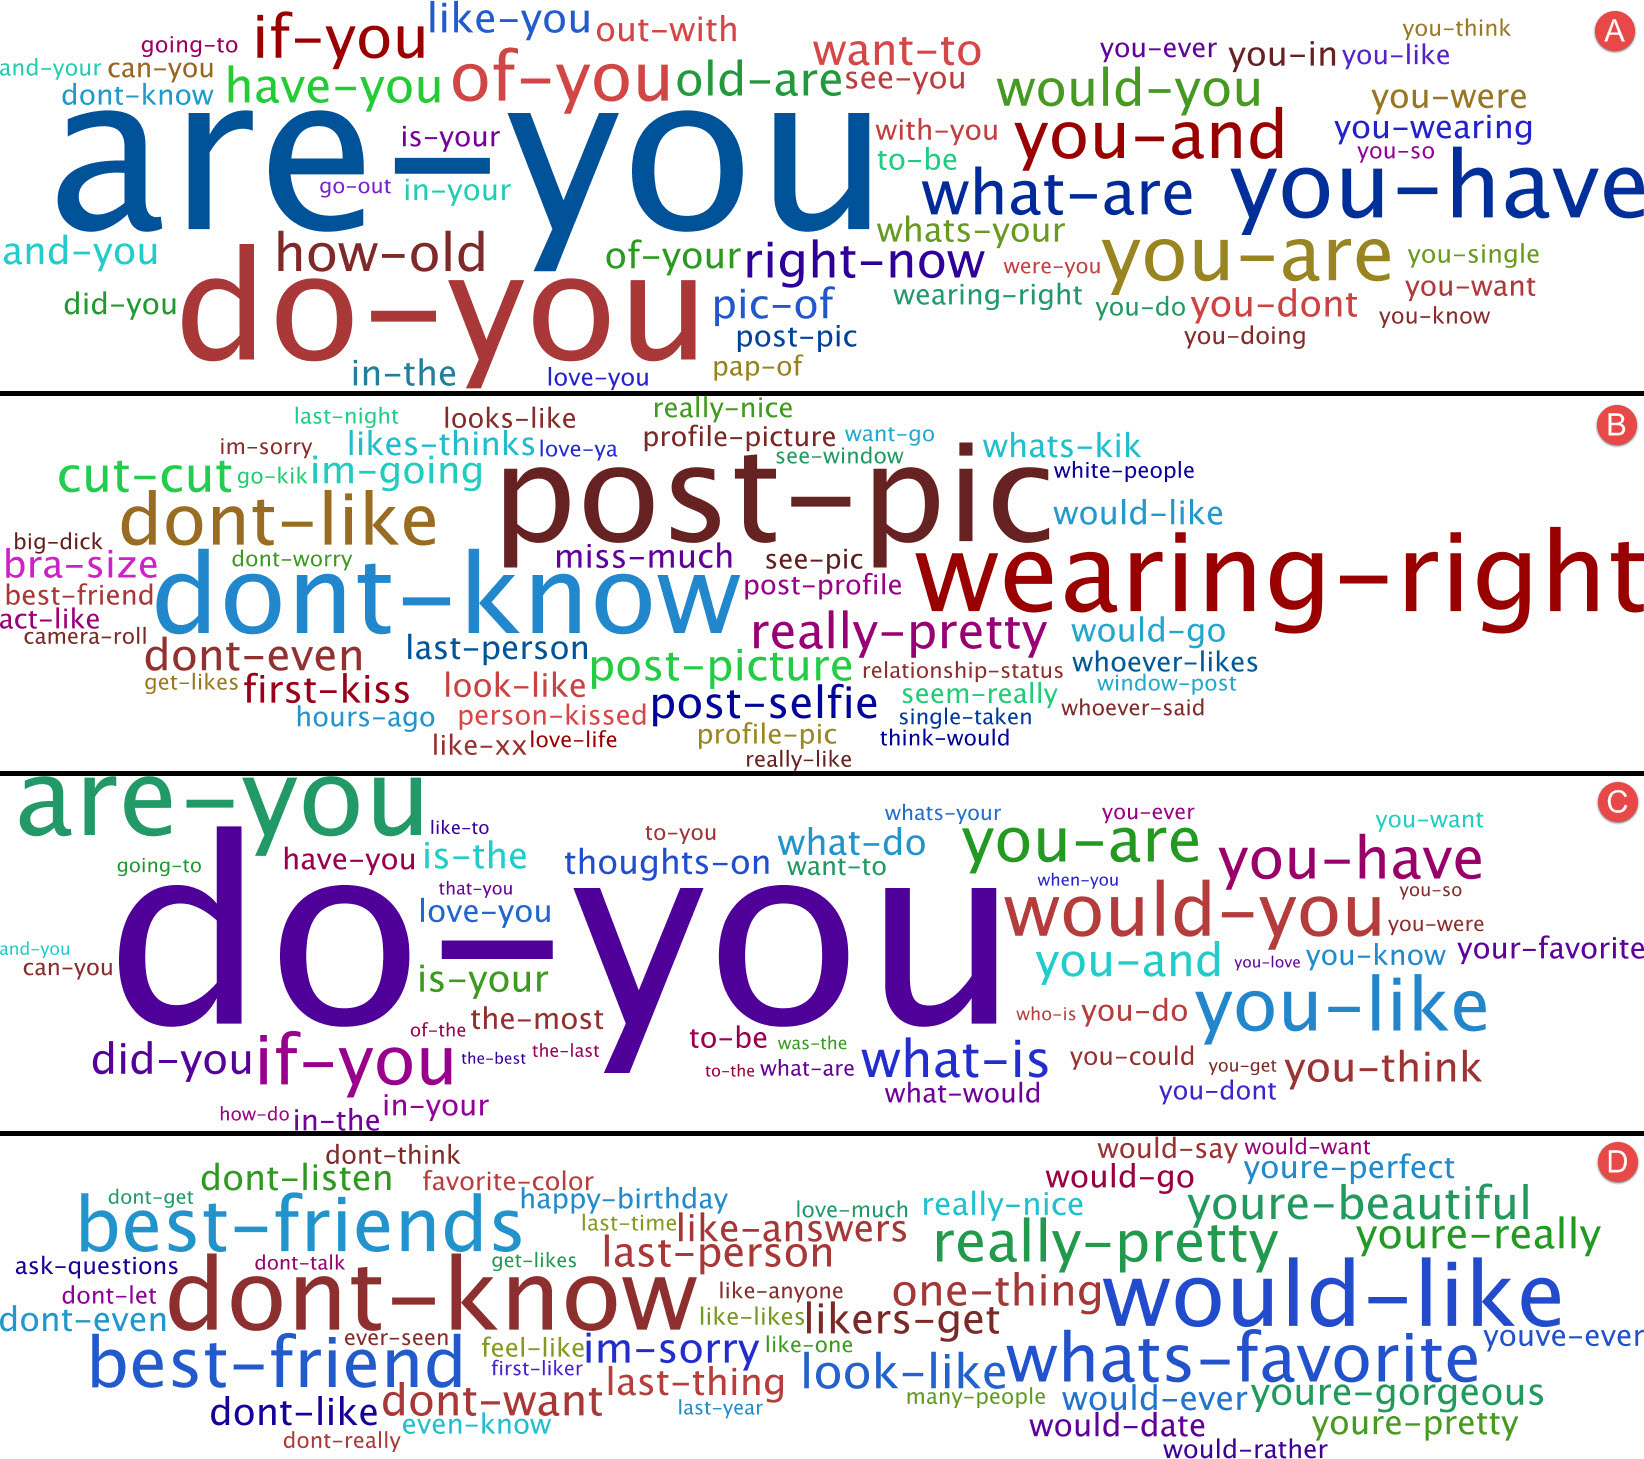 like-you
if-you
out-with
you-think
A
going-to
want-to
you-ever
you-in
you-like
and-your
can-you
have-you
of-you
old-are
see-you
would-you
dont-know
you-were
are-you
is-your
with-you
you-and
you-wearing
to-be
you-so
go-out
in-your
what-are
you-have
and-you
how-old
of-your
right-now
whats-your
were-you
you-are
you-single
did-you
do-you
pic-of
wearing-right
you-do
you-dont
you-want
you-know
post-pic
you-doing
in-the
love-you
pap-of
last-night
looks-like
really-nice
B
im-sorry
likes-thinks
love-ya
profile-picture
want-go
whats-kik
see-window
cut-cut
go-kik
im-going
post-pic
white-people
dont-like
would-like
big-dick
bra-size
dont-worry
miss-much
see-pic
wearing-right
best-friend
dont-know
post-profile
act-like
camera-roll
last-person
really-pretty
would-go
dont-even
post-picture
relationship-status
whoever-likes
get-likes
first-kiss
look-like
post-selfie
seem-really
window-post
hours-ago
person-kissed
single-taken
whoever-said
like-xx
love-life
profile-pic
think-would
really-like
are-you
C
like-to
to-you
whats-your
you-ever
you-want
going-to
have-you
is-the
thoughts-on
what-do
want-to
you-are
you-have
that-you
when-you
you-so
love-you
do-you
would-you
you-were
and-you
can-you
is-your
you-and
you-love
you-know
your-favorite
of-the
the-most
who-is
you-do
you-like
did-you
if-you
the-best
the-last
to-be
was-the
to-the
what-are
what-is
you-could
you-get
you-think
how-do
in-the
in-your
what-would
you-dont
dont-think
would-say
would-want
D
dont-listen
favorite-color
would-go
youre-perfect
dont-get
best-friends
happy-birthday
last-time
like-answers
love-much
really-nice
youre-beautiful
ask-questions
dont-talk
get-likes
last-person
really-pretty
youre-really
dont-let
dont-know
like-anyone
one-thing
would-like
dont-even
ever-seen
like-likes
likers-get
best-friend
feel-like
im-sorry
like-one
whats-favorite
youve-ever
first-liker
last-thing
look-like
dont-like
dont-want
last-year
many-people
would-ever
youre-gorgeous
dont-really
even-know
would-date
youre-pretty
would-rather